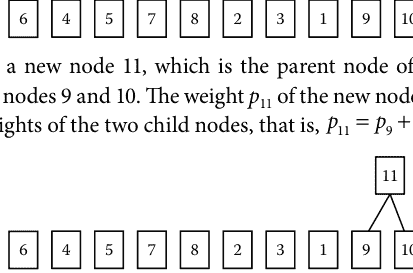 6 4 5 7 8 2 3 1 9 10
a new node 11, which is the parent node of
nodes 9 and 10. The weight p₁₁ of the new node
ights of the two child nodes, that is, p₁₁ = p₉ +
11
6 4 5 7 8 2 3 1 9 10